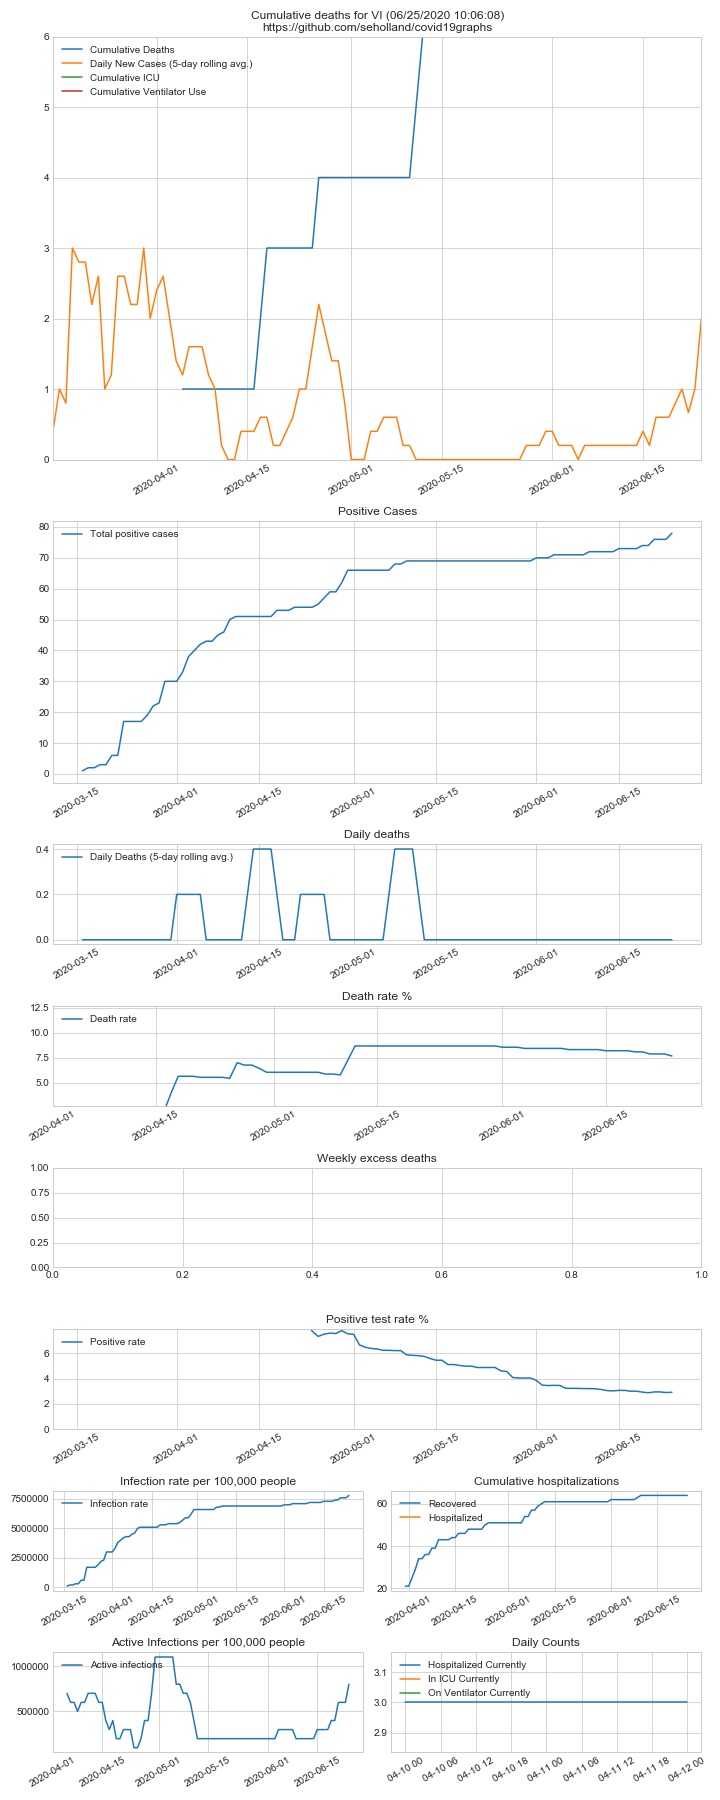 Cumulative deaths for VI (06/25/2020 10:06:08)
https://github.com/seholland/covid19graphs
Cumulative Deaths
Daily New Cases (5-day rolling avg.)
Cumulative ICU
Cumulative Ventilator Use
6
5
4
3
2
1
0
2020-04-01 2020-04-15 2020-05-01 2020-05-15 2020-06-01 2020-06-15
Positive Cases
Total positive cases
80
70
60
50
40
30
20
10
0
2020-03-15 2020-04-01 2020-04-15 2020-05-01 2020-05-15 2020-06-01 2020-06-15
Daily deaths
Daily Deaths (5-day rolling avg.)
0.4
0.2
0.0
2020-03-15 2020-04-01 2020-04-15 2020-05-01 2020-05-15 2020-06-01 2020-06-15
Death rate %
Death rate
12.5
10.0
7.5
5.0
2020-04-01 2020-04-15 2020-05-01 2020-05-15 2020-06-01 2020-06-15
Weekly excess deaths
1.00
0.75
0.50
0.25
0.00
0.0 0.2 0.4 0.6 0.8 1.0
Positive test rate %
Positive rate
6
4
2
0
2020-03-15 2020-04-01 2020-04-15 2020-05-01 2020-05-15 2020-06-01 2020-06-15
Infection rate per 100,000 people
Infection rate
7500000
5000000
2500000
0
2020-03-15 2020-04-01 2020-04-15 2020-05-01 2020-05-15 2020-06-01 2020-06-15
Cumulative hospitalizations
Recovered
Hospitalized
60
40
20
2020-04-01 2020-04-15 2020-05-01 2020-05-15 2020-06-01 2020-06-15
Active Infections per 100,000 people
Active infections
1000000
500000
2020-04-01 2020-04-15 2020-05-01 2020-05-15 2020-06-01 2020-06-15
Daily Counts
Hospitalized Currently
In ICU Currently
On Ventilator Currently
3.1
3.0
2.9
04-10 00 04-10 06 04-10 12 04-10 18 04-11 00 04-11 06 04-11 12 04-11 18 04-12 00